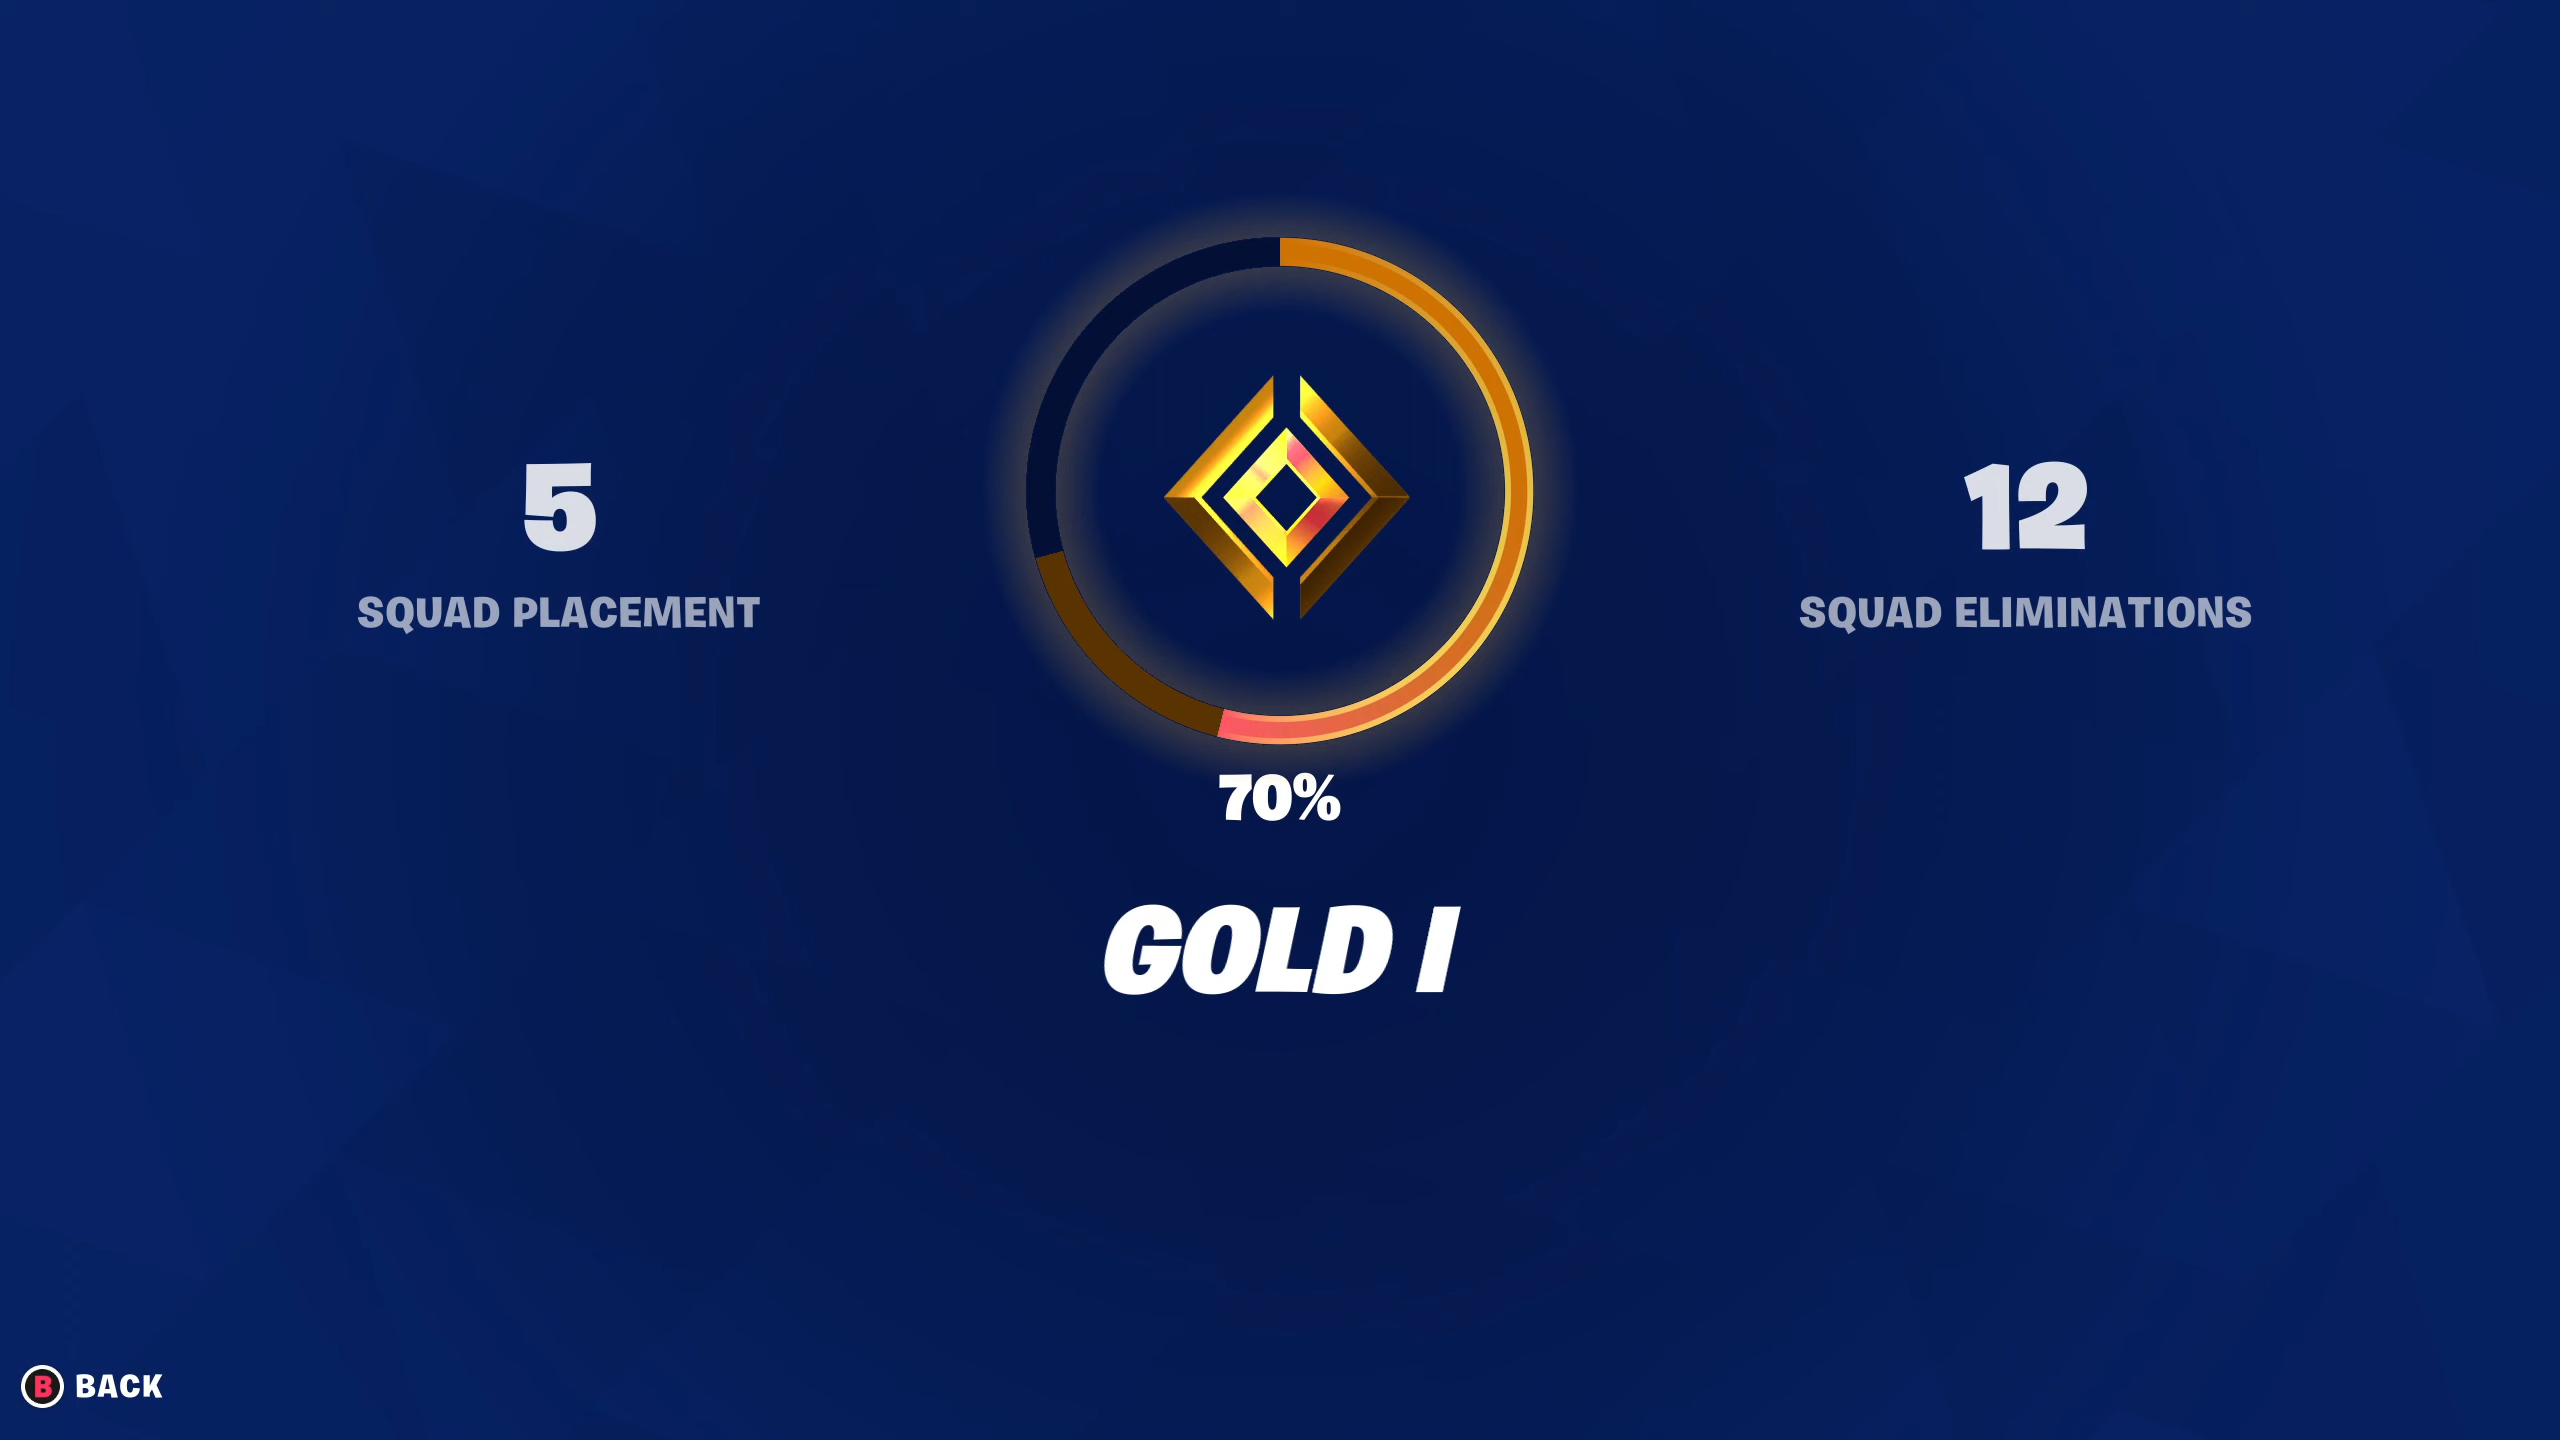 5
SQUAD PLACEMENT
12
SQUAD ELIMINATIONS
70%
GOLD I
B BACK